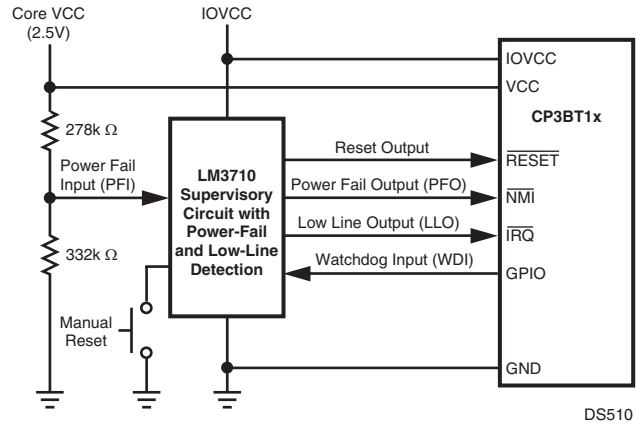 Core VCC
(2.5V)
IOVCC
IOVCC
VCC
CP3BT1x
278k Ω
Power Fail
Input (PFI)
LM3710
Supervisory
Circuit with
Power-Fail
and Low-Line
Detection
Reset Output
RESET
Power Fail Output (PFO)
NMI
Low Line Output (LLO)
IRQ
Watchdog Input (WDI)
GPIO
332k Ω
Manual
Reset
GND
DS510